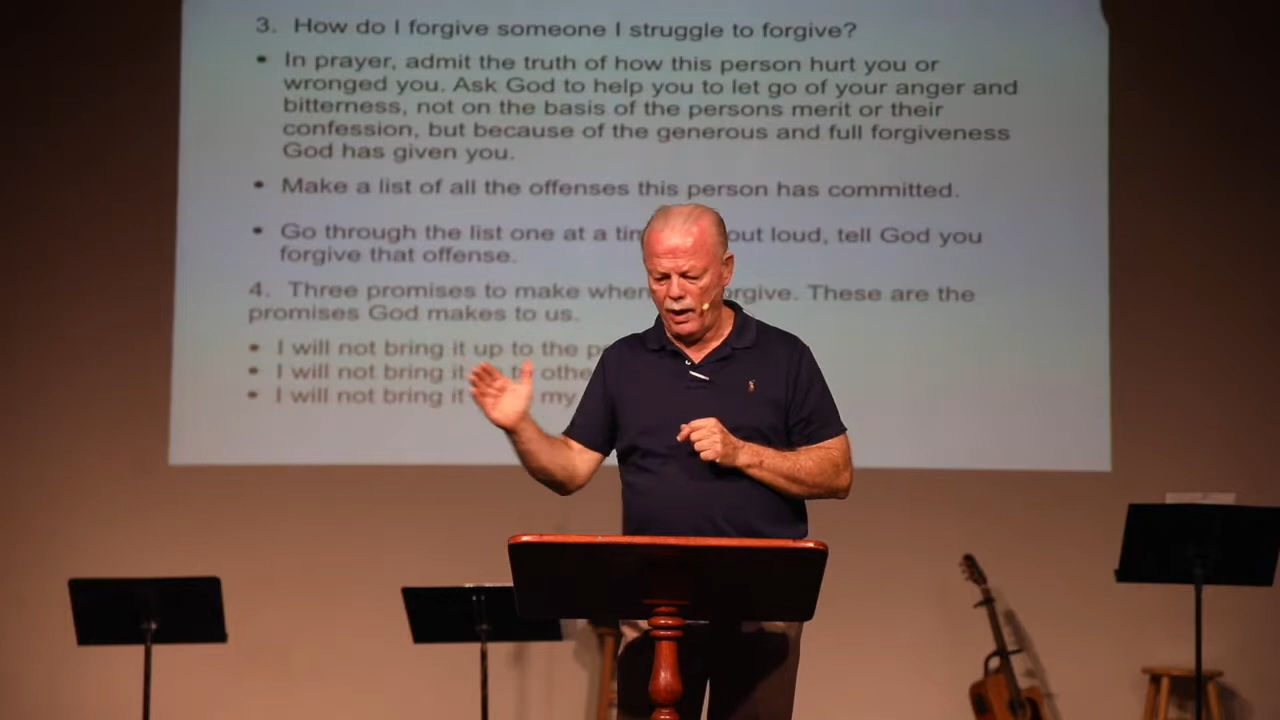 3. How do I forgive someone I struggle to forgive?
• In prayer, admit the truth of how this person hurt you or
wronged you. Ask God to help you to let go of your anger and
bitterness, not on the basis of the persons merit or their
confession, but because of the generous and full forgiveness
God has given you.
• Make a list of all the offenses this person has committed.
• Go through the list one at a out loud, tell God you
forgive that offense.
4. Three promises to make when forgive. These are the
promises God makes to us.
• I will not bring it up to the
• I will not bring it to
• I will not bring it my